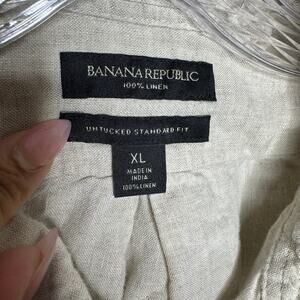 BANANA REPUBLIC
100% LINEN
UNTUCKED STANDARD FIT
XL
MADE IN
INDIA
100% LINEN